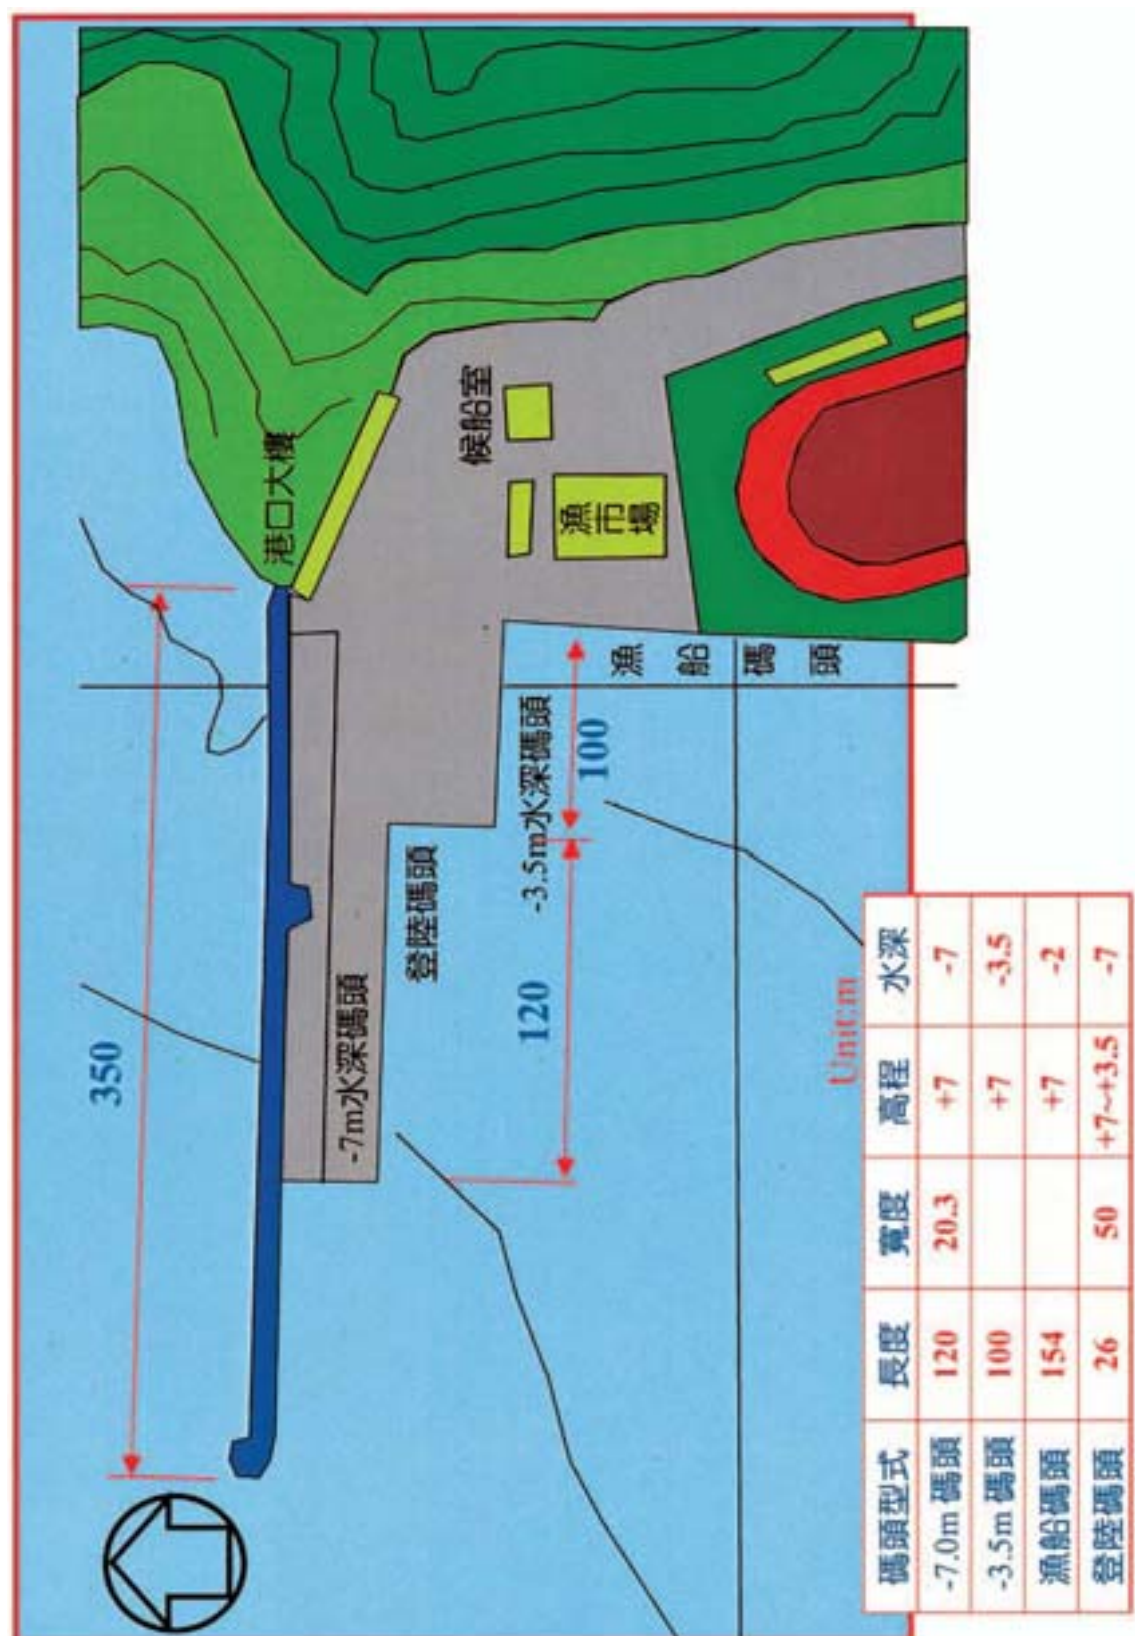 350
港口大樓
候船室
漁市場
-7m水深碼頭
登陸碼頭
-3.5m水深碼頭
120
100
漁船碼頭
Unit:m
碼頭型式 長度 寬度 高程 水深
-7.0m 碼頭 120 20.3 +7 -7
-3.5m 碼頭 100 +7 -3.5
漁船碼頭 154 +7 -2
登陸碼頭 26 50 +7~+3.5 -7